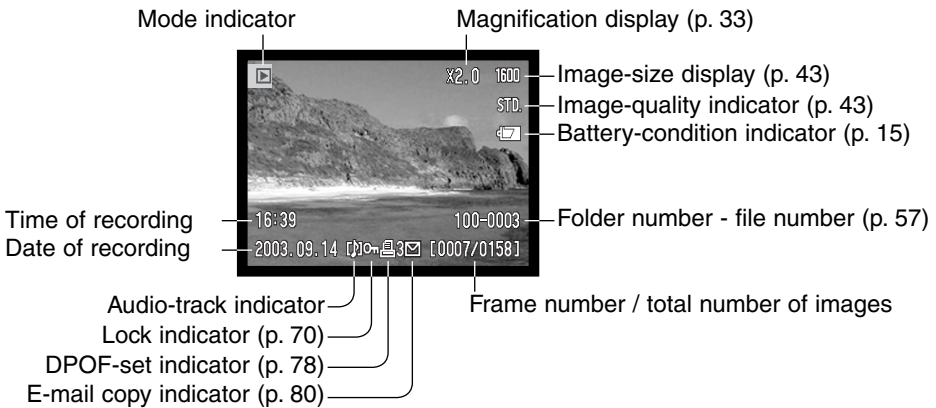 Mode indicator
Magnification display (p. 33)
X2.0 1600
Image-size display (p. 43)
STD.
Image-quality indicator (p. 43)
Battery-condition indicator (p. 15)
Time of recording
16:39
100-0003
Folder number - file number (p. 57)
Date of recording
2003.09.14
3
[0007/0158]
Audio-track indicator
Frame number / total number of images
Lock indicator (p. 70)
DPOF-set indicator (p. 78)
E-mail copy indicator (p. 80)